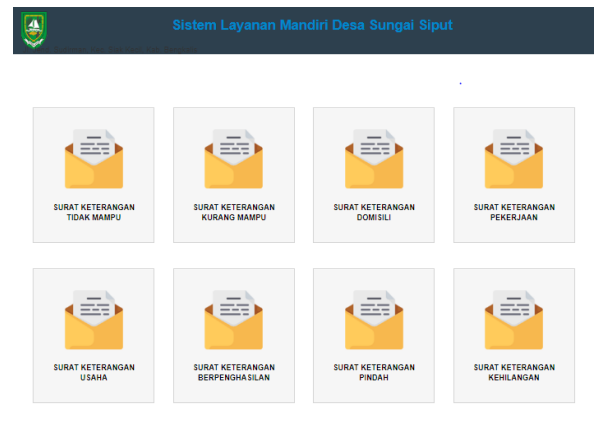 Sistem Layanan Mandiri Desa Sungai Siput
SURAT KETERANGAN
TIDAK MAMPU
SURAT KETERANGAN
KURANG MAMPU
SURAT KETERANGAN
DOMISILI
SURAT KETERANGAN
PEKERJAAN
SURAT KETERANGAN
USAHA
SURAT KETERANGAN
BERPENGHASILAN
SURAT KETERANGAN
PINDAH
SURAT KETERANGAN
KEHILANGAN